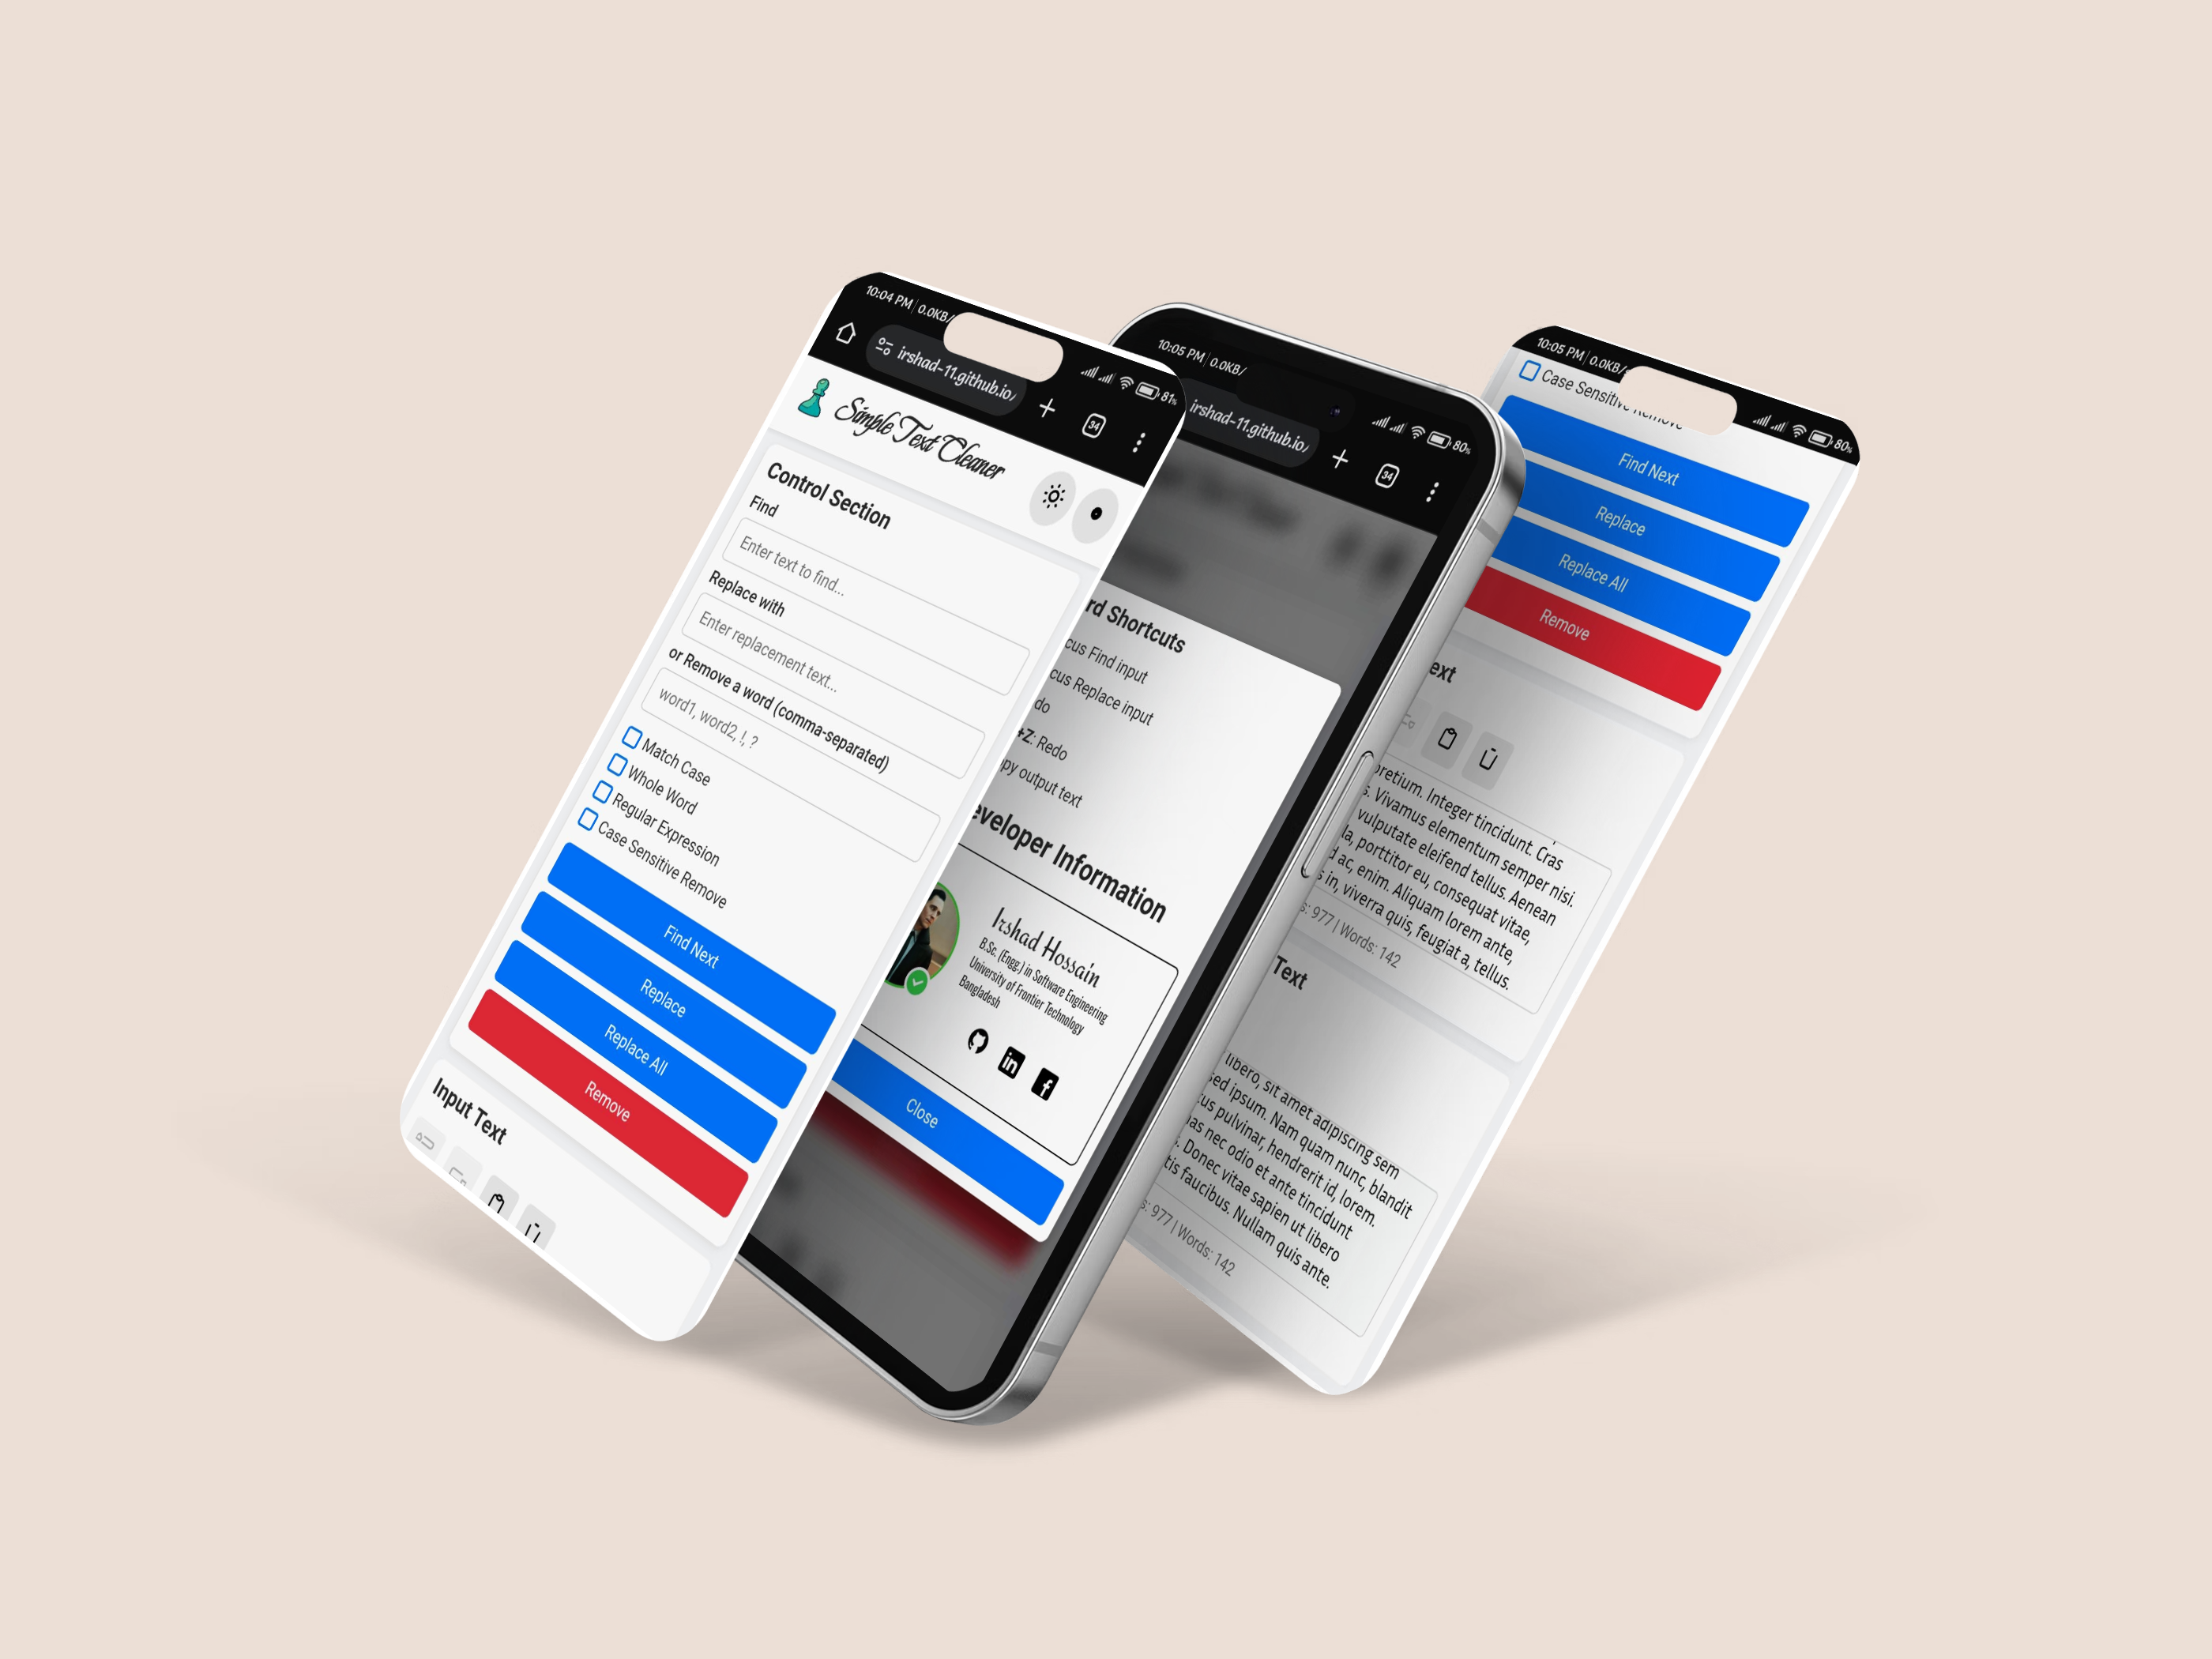 10:04 PM | 0.0KB/
81%
irshad-11.github.io/
34
Simple Text Cleaner
Control Section
Find
Enter text to find...
Replace with
Enter replacement text...
or Remove a word (comma-separated)
word1, word2, !, ?
Match Case
Whole Word
Regular Expression
Case Sensitive Remove
Find Next
Replace
Replace All
Remove
Input Text
10:05 PM | 0.0KB/
80%
irshad-11.github.io/
34
rd Shortcuts
cus Find input
cus Replace input
do
+Z: Redo
py output text
eveloper Information
Irshad Hossain
B.Sc. (Engg.) in Software Engineering
University of Frontier Technology
Bangladesh
in
f
Close
10:05 PM | 0.0KB/
80%
Case Sensitive Remove
Find Next
Replace
Replace All
Remove
ext
pretium. Integer tincidunt. Cras
s. Vivamus elementum semper nisi.
vulputate eleifend tellus. Aenean
la, porttitor eu, consequat vitae,
d ac, enim. Aliquam lorem ante,
s in, viverra quis, feugiat a, tellus.
s: 977 | Words: 142
Text
libero, sit amet adipiscing sem
sed ipsum. Nam quam nunc, blandit
tus pulvinar, hendrerit id, lorem.
as nec odio et ante tincidunt
s. Donec vitae sapien ut libero
tis faucibus. Nullam quis ante.
s: 977 | Words: 142